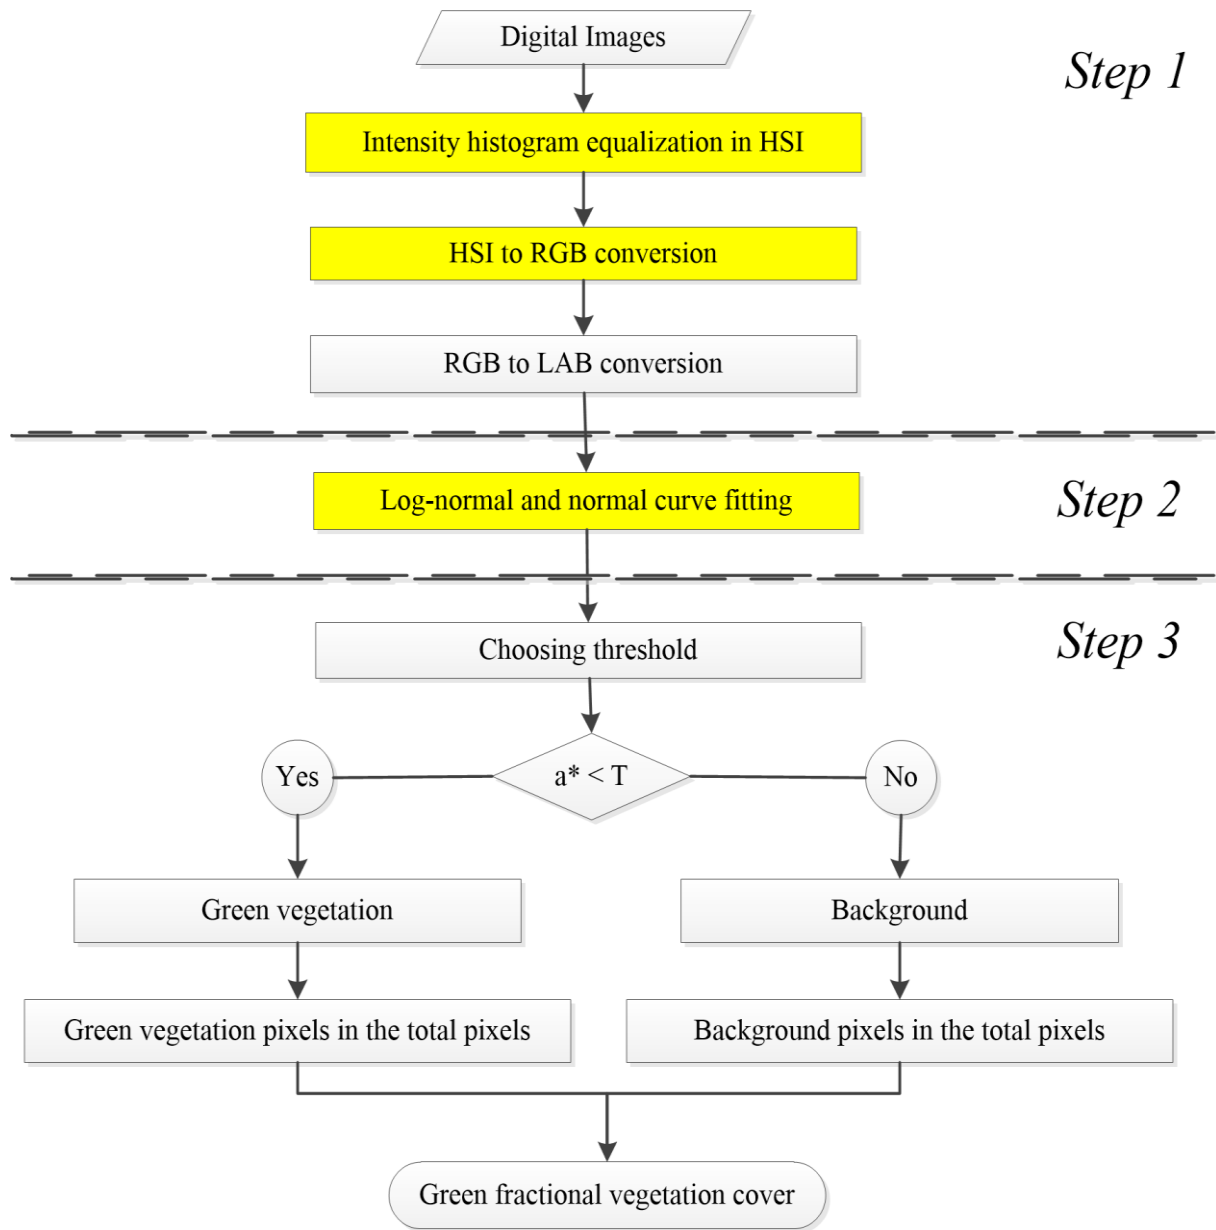 Digital Images
Step 1
Intensity histogram equalization in HSI
HSI to RGB conversion
RGB to LAB conversion
Log-normal and normal curve fitting
Step 2
Choosing threshold
Step 3
Yes
a* < T
No
Green vegetation
Background
Green vegetation pixels in the total pixels
Background pixels in the total pixels
Green fractional vegetation cover